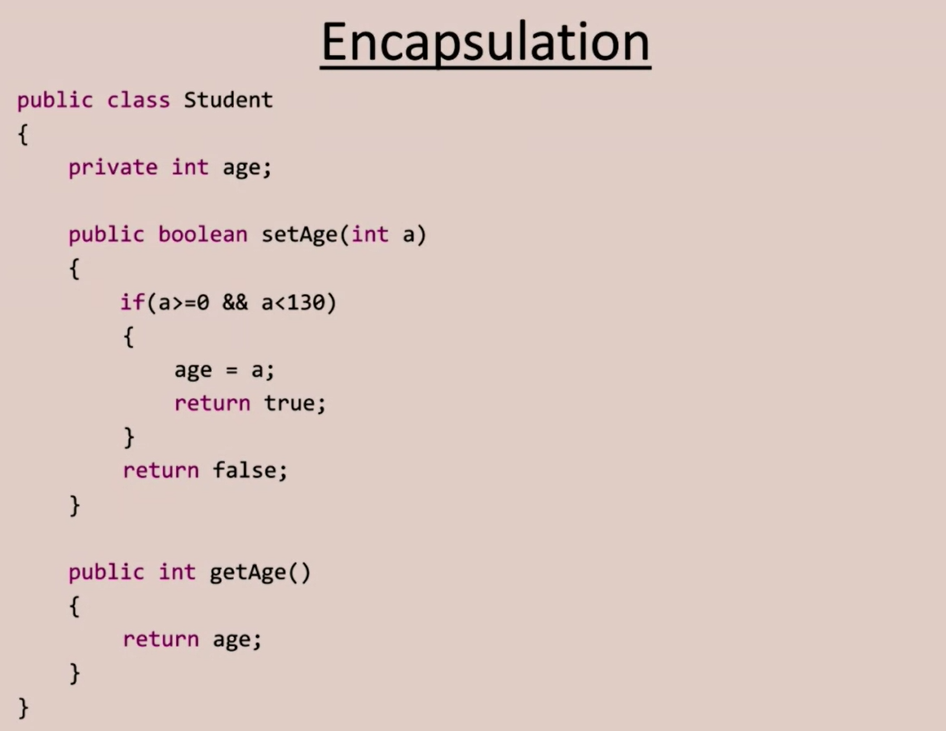 Encapsulation
public class Student
{
    private int age;

    public boolean setAge(int a)
    {
        if(a>=0 && a<130)
        {
            age = a;
            return true;
        }
        return false;
    }

    public int getAge()
    {
        return age;
    }
}